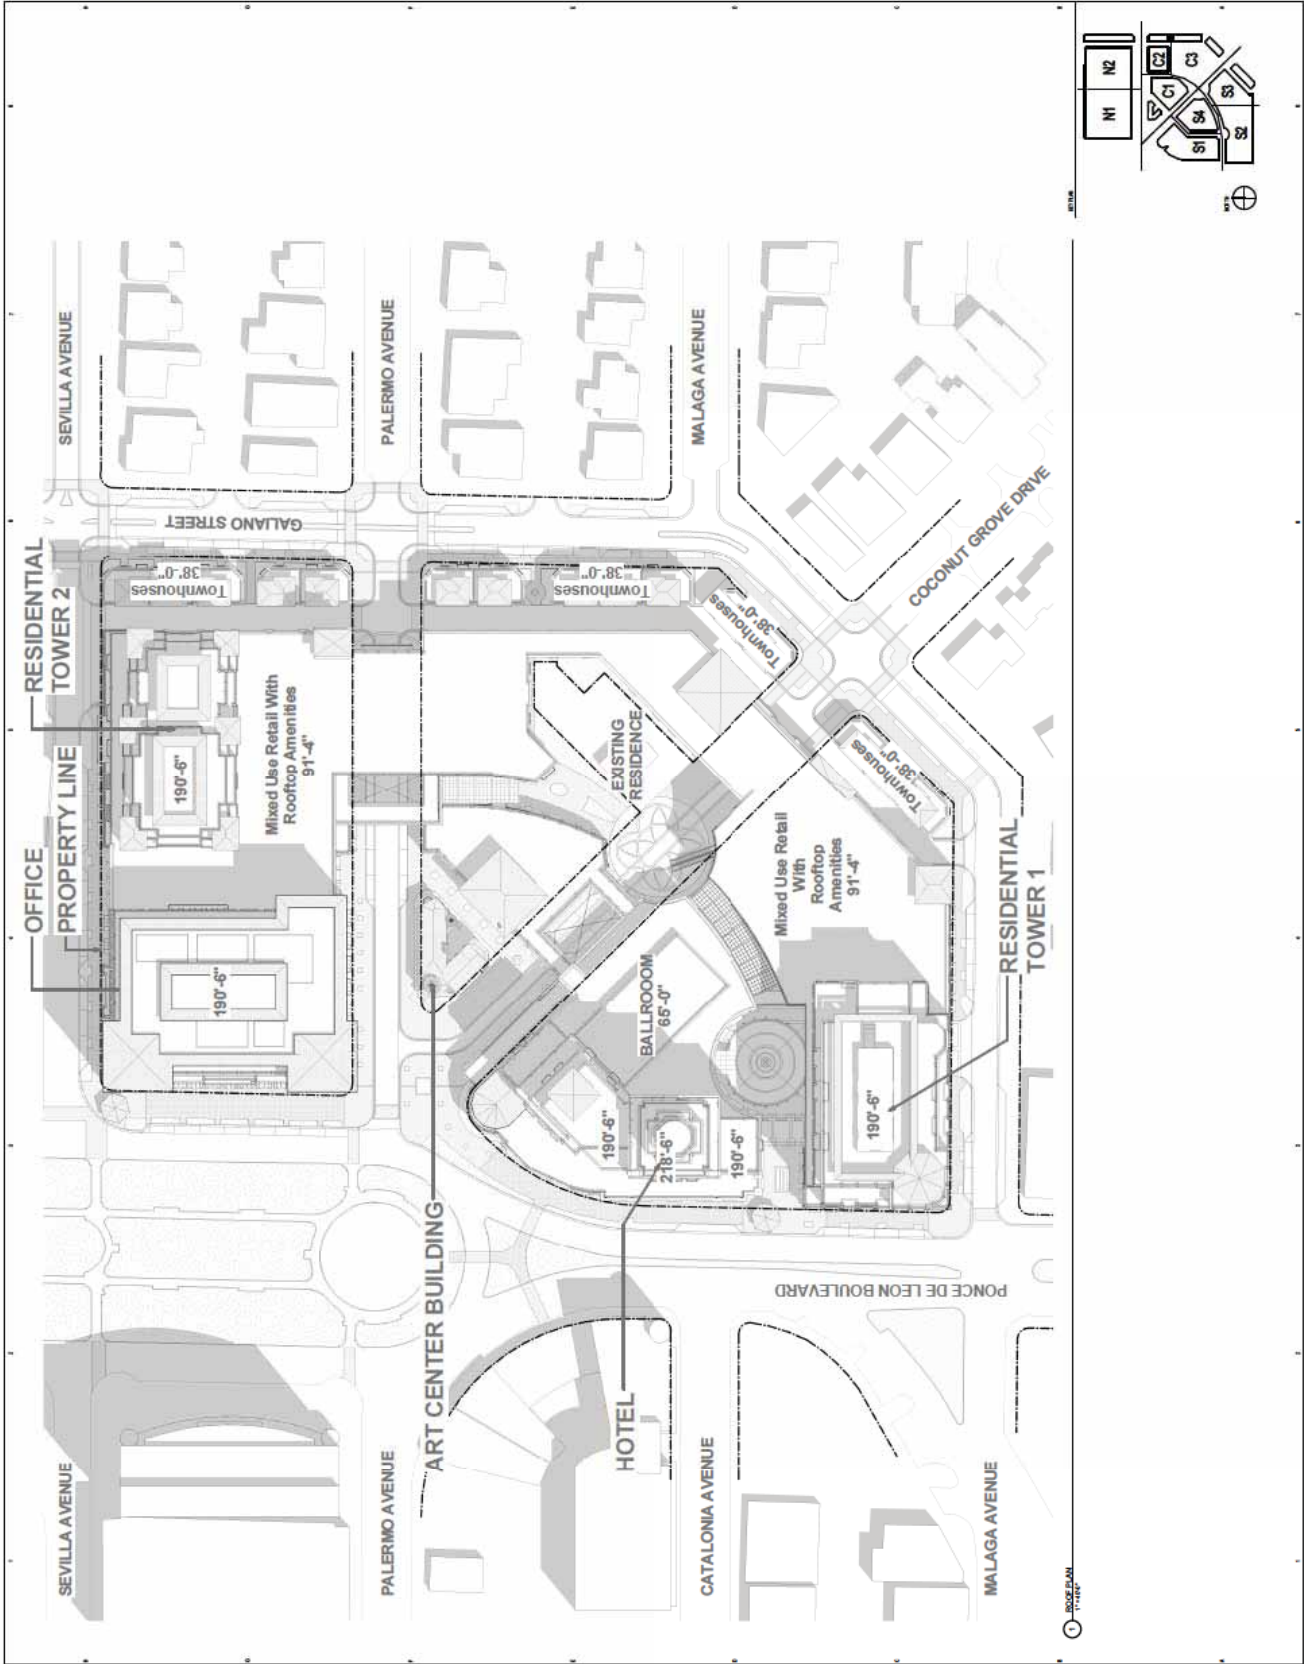 SEVILLA AVENUE
PALERMO AVENUE
MALAGA AVENUE
GALIANO STREET
COCONUT GROVE DRIVE
RESIDENTIAL
TOWER 2
Townhouses
38'-0"
Townhouses
38'-0"
Townhouses
38'-0"
Townhouses
38'-0"
OFFICE
PROPERTY LINE
190'-6"
Mixed Use Retail With
Rooftop Amenities
91'-4"
EXISTING
RESIDENCE
190'-6"
BALLROOOM
65'-0"
Mixed Use Retail
With
Rooftop
Amenities
91'-4"
RESIDENTIAL
TOWER 1
190'-6"
190'-6"
218'-6"
190'-6"
ART CENTER BUILDING
HOTEL
PONCE DE LEON BOULEVARD
SEVILLA AVENUE
PALERMO AVENUE
CATALONIA AVENUE
MALAGA AVENUE
1
ROOF PLAN
KEY PLAN
N1
N2
C1
C2
C3
S1
S2
S3
S4